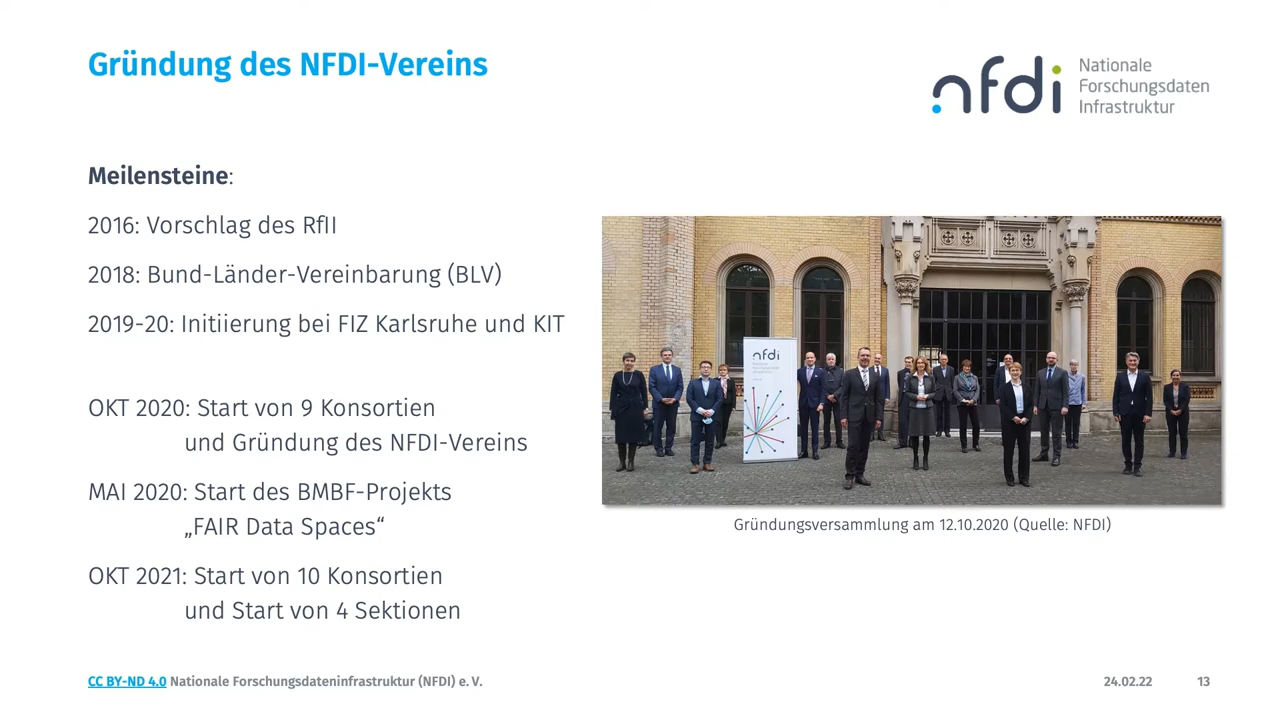 Gründung des NFDI-Vereins
nfdi
Nationale
Forschungsdaten
Infrastruktur
Meilensteine:
2016: Vorschlag des RfII
2018: Bund-Länder-Vereinbarung (BLV)
2019-20: Initiierung bei FIZ Karlsruhe und KIT
OKT 2020: Start von 9 Konsortien
und Gründung des NFDI-Vereins
MAI 2020: Start des BMBF-Projekts
„FAIR Data Spaces“
OKT 2021: Start von 10 Konsortien
und Start von 4 Sektionen
nfdi
Gründungsversammlung am 12.10.2020 (Quelle: NFDI)
CC BY-ND 4.0 Nationale Forschungsdateninfrastruktur (NFDI) e. V.
24.02.22
13